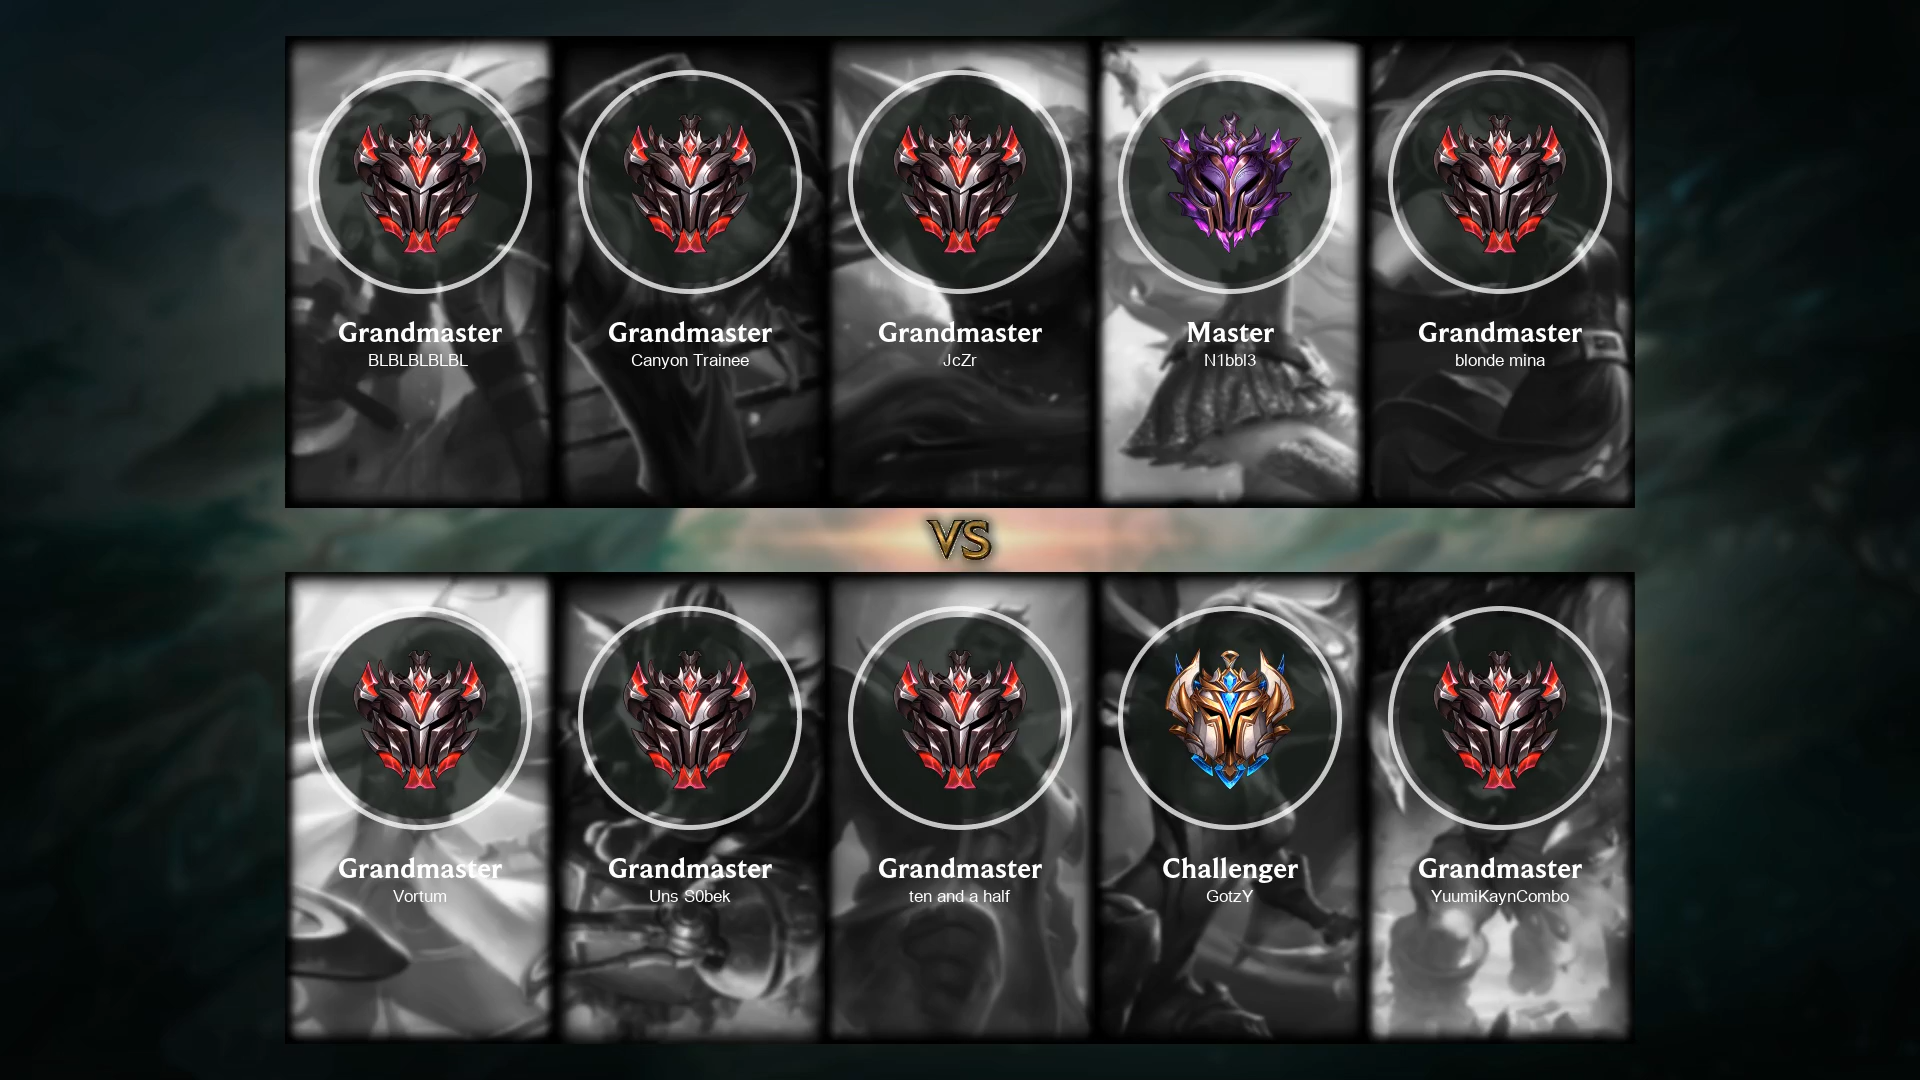 Grandmaster
BLBLBLBLBL
Grandmaster
Canyon Trainee
Grandmaster
JcZr
Master
N1bbl3
Grandmaster
blonde mina
VS
Grandmaster
Vortum
Grandmaster
Uns S0bek
Grandmaster
ten and a half
Challenger
GotzY
Grandmaster
YuumiKaynCombo